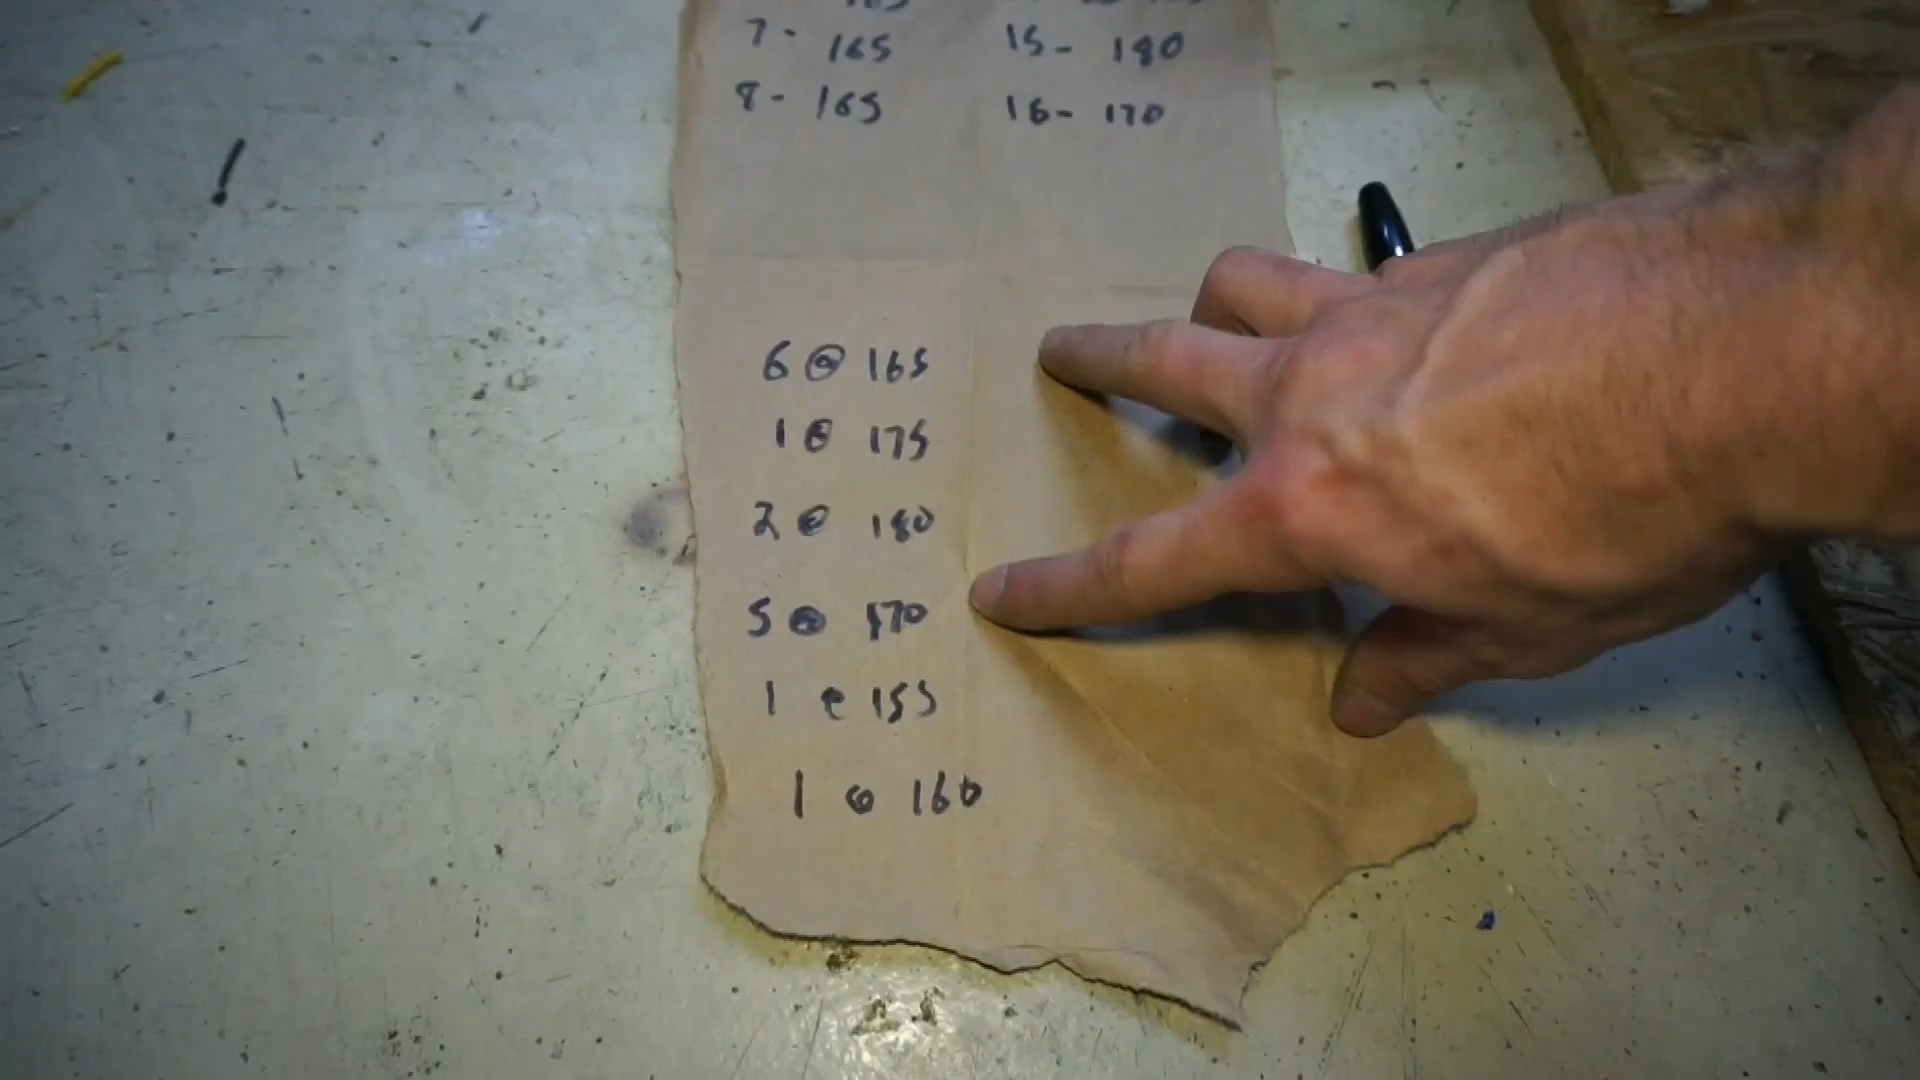 7- 165 15- 180
8- 165 16- 170
6 @ 165
1 @ 175
2 @ 180
5 @ 170
1 @ 155
1 @ 160